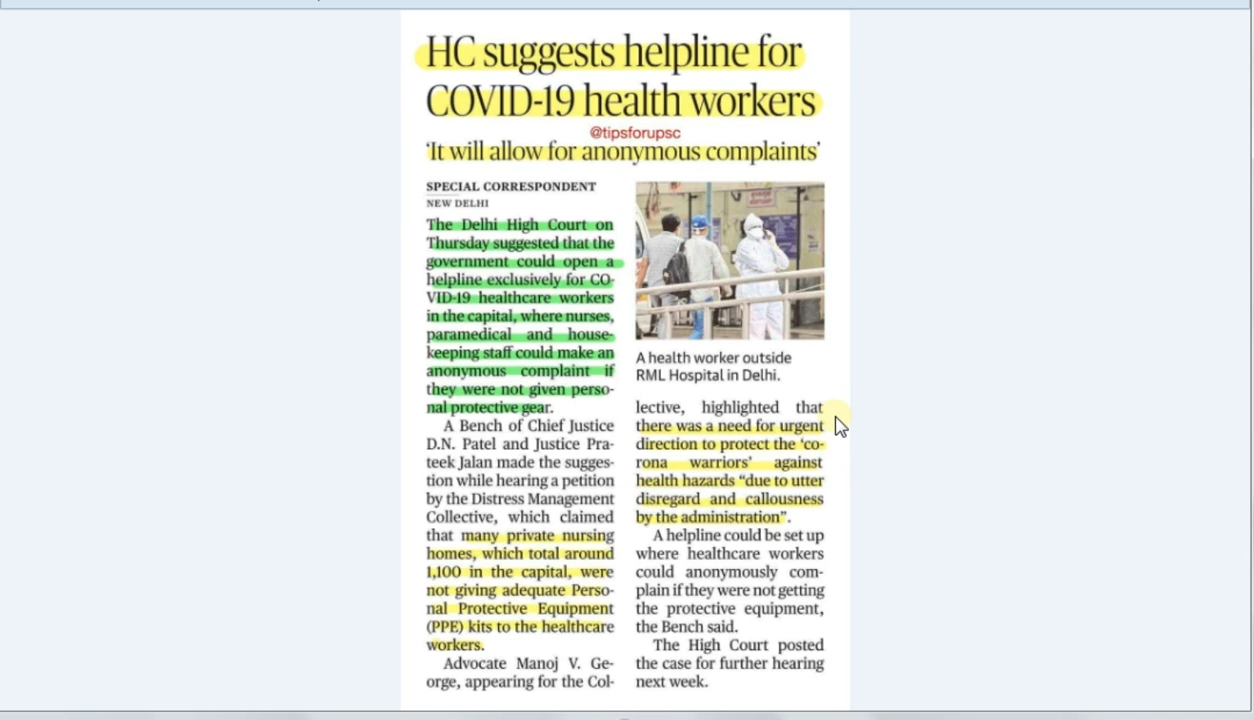 HC suggests helpline for
COVID-19 health workers
@tipsforupsc
‘It will allow for anonymous complaints’
SPECIAL CORRESPONDENT
NEW DELHI
The Delhi High Court on
Thursday suggested that the
government could open a
helpline exclusively for CO-
VID-19 healthcare workers
in the capital, where nurses,
paramedical and house-
keeping staff could make an
anonymous complaint if
they were not given perso-
nal protective gear.
A Bench of Chief Justice
D.N. Patel and Justice Pra-
teek Jalan made the sugges-
tion while hearing a petition
by the Distress Management
Collective, which claimed
that many private nursing
homes, which total around
1,100 in the capital, were
not giving adequate Perso-
nal Protective Equipment
(PPE) kits to the healthcare
workers.
Advocate Manoj V. Ge-
orge, appearing for the Col-
A health worker outside
RML Hospital in Delhi.
lective, highlighted that
there was a need for urgent
direction to protect the ‘co-
rona warriors’ against
health hazards “due to utter
disregard and callousness
by the administration”.
A helpline could be set up
where healthcare workers
could anonymously com-
plain if they were not getting
the protective equipment,
the Bench said.
The High Court posted
the case for further hearing
next week.